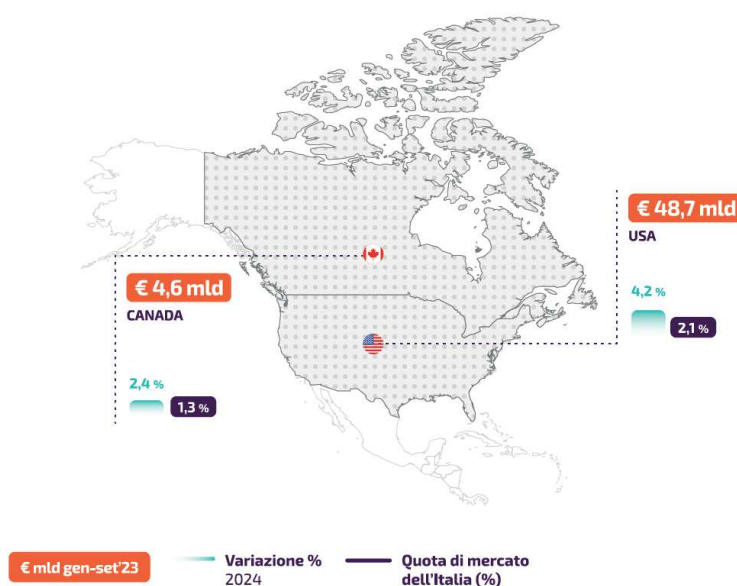 € 48,7 mld
USA
4,2 %
2,1 %
€ 4,6 mld
CANADA
2,4 %
1,3 %
€ mld gen-set'23
Variazione %
2024
Quota di mercato
dell'Italia (%)